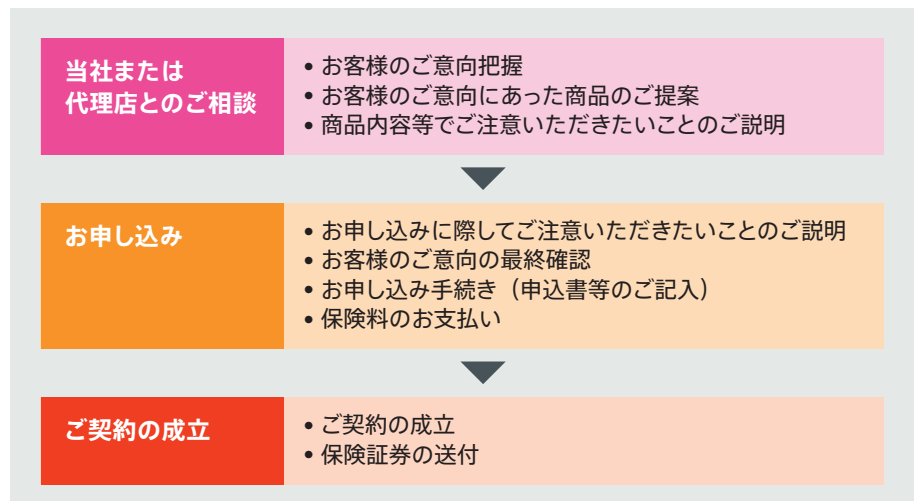 当社または
代理店とのご相談
• お客様のご意向把握
• お客様のご意向にあった商品のご提案
• 商品内容等でご注意いただきたいことのご説明
お申し込み
• お申し込みに際してご注意いただきたいことのご説明
• お客様のご意向の最終確認
• お申し込み手続き（申込書等のご記入）
• 保険料のお支払い
ご契約の成立
• ご契約の成立
• 保険証券の送付